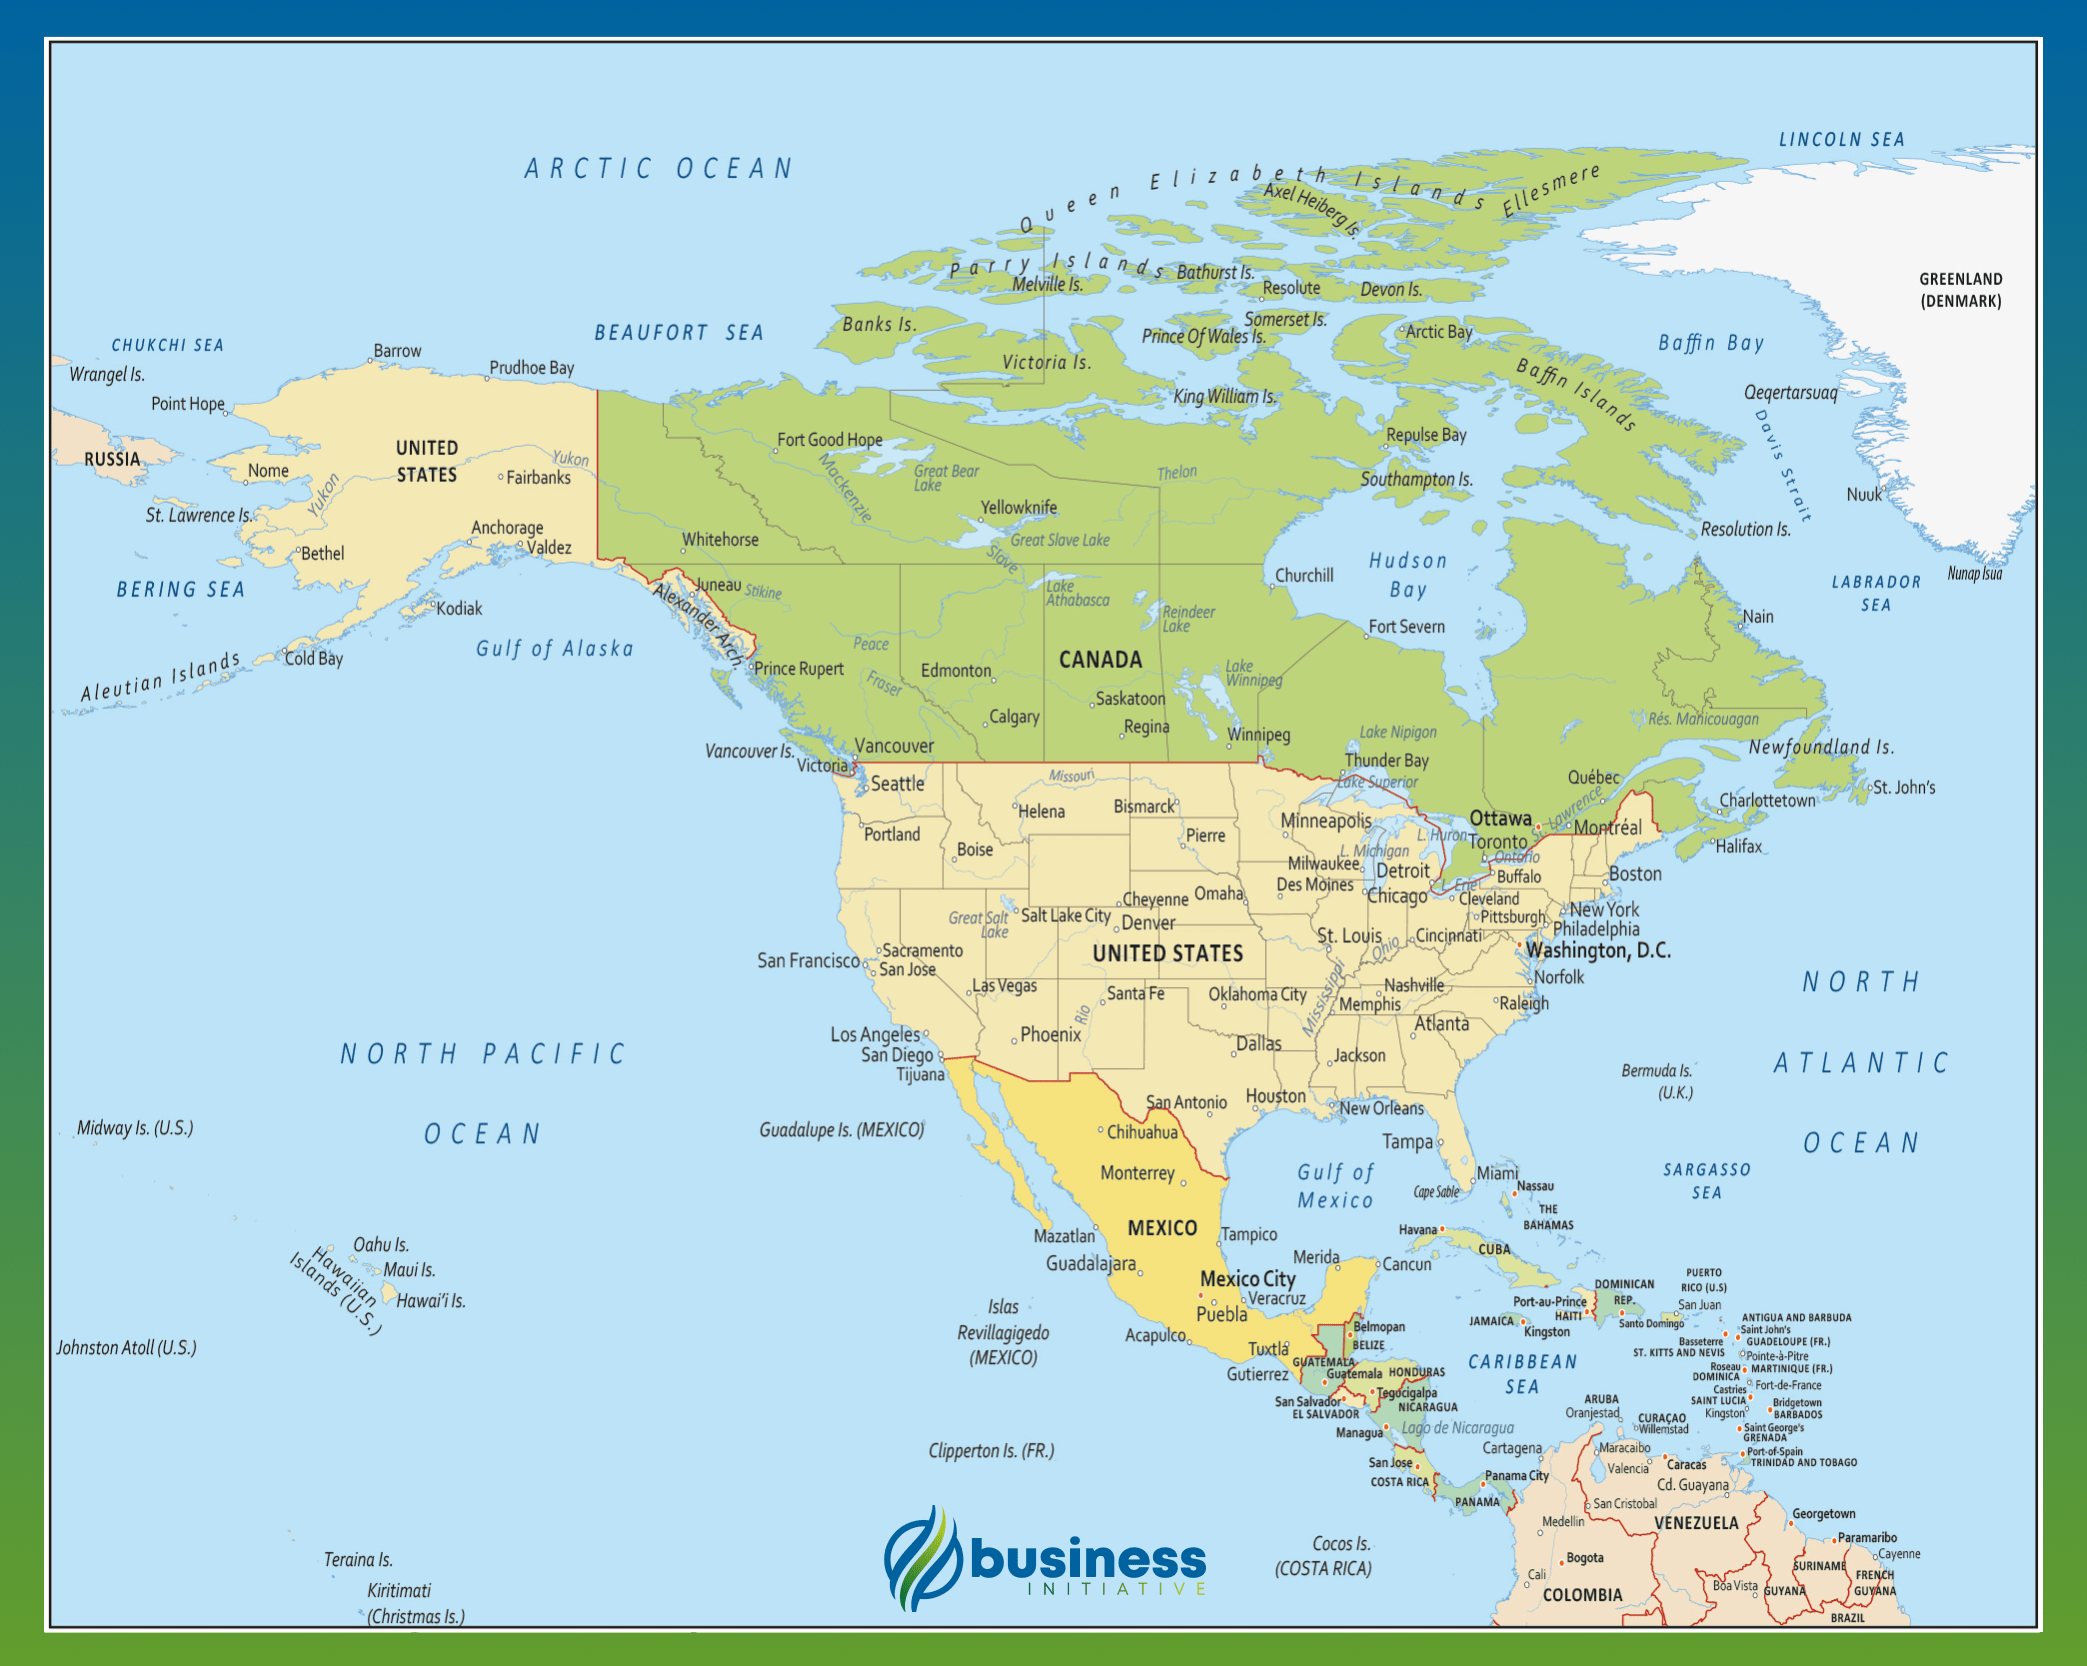 LINCOLN SEA
ARCTIC OCEAN
Queen Elizabeth Islands
Axel Heiberg Is.
Ellesmere
Parry Islands
Melville Is.
Bathurst Is.
Resolute
Devon Is.
GREENLAND
(DENMARK)
Banks Is.
Somerset Is.
Prince Of Wales Is.
Arctic Bay
BEAUFORT SEA
CHUKCHI SEA
Wrangel Is.
Barrow
Prudhoe Bay
Victoria Is.
Baffin Islands
Baffin Bay
Point Hope
King William Is.
Qeqertarsuaq
Davis Strait
RUSSIA
UNITED
STATES
Nome
Yukon
Yukon
Fairbanks
Fort Good Hope
Mackenzie
Great Bear
Lake
Thelon
Repulse Bay
Southampton Is.
Nuuk
St. Lawrence Is.
Yellowknife
Anchorage
Valdez
Bethel
Whitehorse
Great Slave Lake
Slave
Resolution Is.
Hudson
Bay
Nunap Isua
BERING SEA
Juneau
Stikine
Alexander Arch.
Lake
Athabasca
Churchill
Reindeer
Lake
LABRADOR
SEA
Kodiak
Gulf of Alaska
Nain
Fort Severn
Aleutian Islands
Cold Bay
Peace
Prince Rupert
Fraser
Edmonton
CANADA
Lake
Winnipeg
Saskatoon
Calgary
Regina
Winnipeg
Lake Nipigon
Rés. Manicouagan
Vancouver Is.
Vancouver
Victoria
Thunder Bay
Newfoundland Is.
Seattle
Missouri
Lake Superior
Québec
St. Lawrence
St. John's
Charlottetown
Helena
Bismarck
Minneapolis
Ottawa
Montréal
Portland
Pierre
L. Huron
Toronto
Halifax
Boise
L. Michigan
L. Ontario
Milwaukee
Detroit
Buffalo
Boston
Des Moines
Chicago
L. Erie
Cleveland
Cheyenne
Omaha
Great Salt
Lake
Salt Lake City
Denver
Pittsburgh
New York
Philadelphia
St. Louis
Ohio
Cincinnati
UNITED STATES
Washington, D.C.
Sacramento
San Francisco
San Jose
Norfolk
NORTH
ATLANTIC
OCEAN
Las Vegas
Santa Fe
Oklahoma City
Mississippi
Nashville
Memphis
Raleigh
Los Angeles
Phoenix
Rio
Atlanta
San Diego
Tijuana
Dallas
Jackson
NORTH PACIFIC
OCEAN
Bermuda Is.
(U.K.)
San Antonio
Houston
New Orleans
Midway Is. (U.S.)
Guadalupe Is. (MEXICO)
Chihuahua
Tampa
Monterrey
Gulf of
Mexico
Miami
Cape Sable
Nassau
THE
BAHAMAS
SARGASSO
SEA
Mazatlan
MEXICO
Tampico
Havana
CUBA
Oahu Is.
Maui Is.
Hawai'i Is.
Hawaiian
Islands (U.S.)
Guadalajara
Merida
Cancun
Mexico City
Veracruz
Puebla
DOMINICAN
REP.
PUERTO
RICO (U.S)
San Juan
Port-au-Prince
HAITI
Santo Domingo
Islas
Revillagigedo
(MEXICO)
Acapulco
Tuxtla
Gutierrez
Belmopan
BELIZE
JAMAICA
Kingston
ANTIGUA AND BARBUDA
Saint John's
Basseterre
GUADELOUPE (FR.)
ST. KITTS AND NEVIS
Pointe-à-Pitre
Johnston Atoll (U.S.)
GUATEMALA
Guatemala
HONDURAS
Tegucigalpa
CARIBBEAN
SEA
Roseau
MARTINIQUE (FR.)
DOMINICA
Fort-de-France
Castries
SAINT LUCIA
Bridgetown
BARBADOS
Kingston
San Salvador
EL SALVADOR
NICARAGUA
ARUBA
Oranjestad
CURAÇAO
Willemstad
Saint George's
GRENADA
Managua
Lago de Nicaragua
Port-of-Spain
TRINIDAD AND TOBAGO
Clipperton Is. (FR.)
San Jose
COSTA RICA
Cartagena
Maracaibo
Valencia
Caracas
Cd. Guayana
Panama City
PANAMA
San Cristobal
VENEZUELA
Georgetown
Medellin
Paramaribo
Cayenne
Cocos Is.
(COSTA RICA)
Bogota
Cali
COLOMBIA
Boa Vista
GUYANA
SURINAME
FRENCH
GUYANA
BRAZIL
Teraina Is.
Kiritimati
(Christmas Is.)
business
INITIATIVE